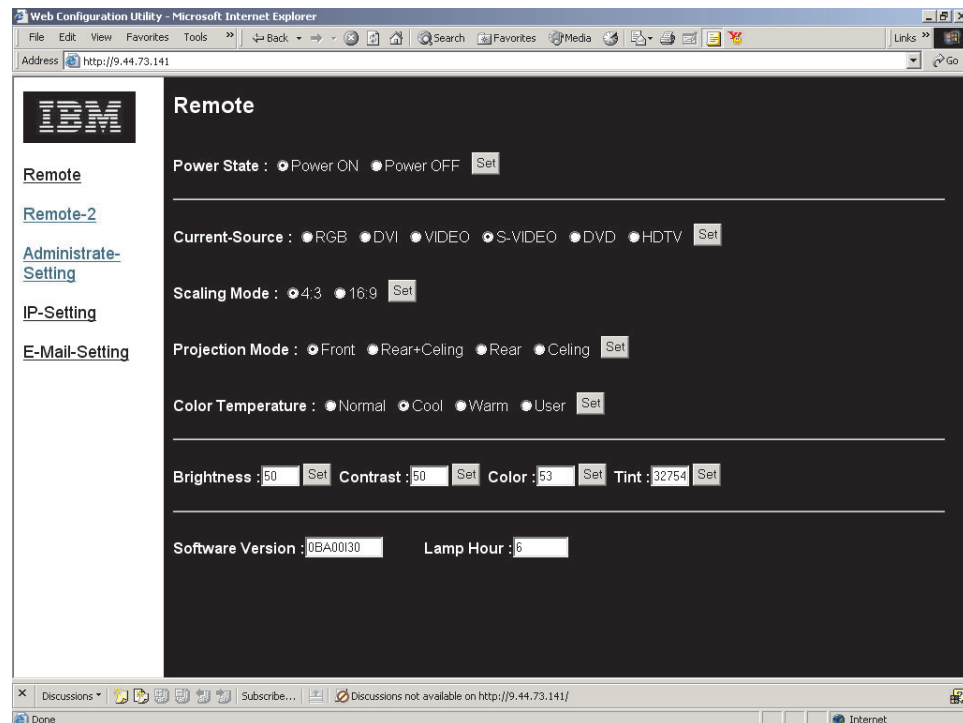 Web Configuration Utility - Microsoft Internet Explorer
File Edit View Favorites Tools » Back Search Favorites Media Links »
Address http://9.44.73.141 Go
IBM
Remote
Remote-2
Administrate-
Setting
IP-Setting
E-Mail-Setting
Remote
Power State : Power ON Power OFF Set
Current-Source : RGB DVI VIDEO S-VIDEO DVD HDTV Set
Scaling Mode : 4:3 16:9 Set
Projection Mode : Front Rear+Celing Rear Celing Set
Color Temperature : Normal Cool Warm User Set
Brightness : 50 Set Contrast : 50 Set Color : 53 Set Tint : 32754 Set
Software Version : 0BA00I30 Lamp Hour : 6
Discussions Subscribe... Discussions not available on http://9.44.73.141/
Done Internet